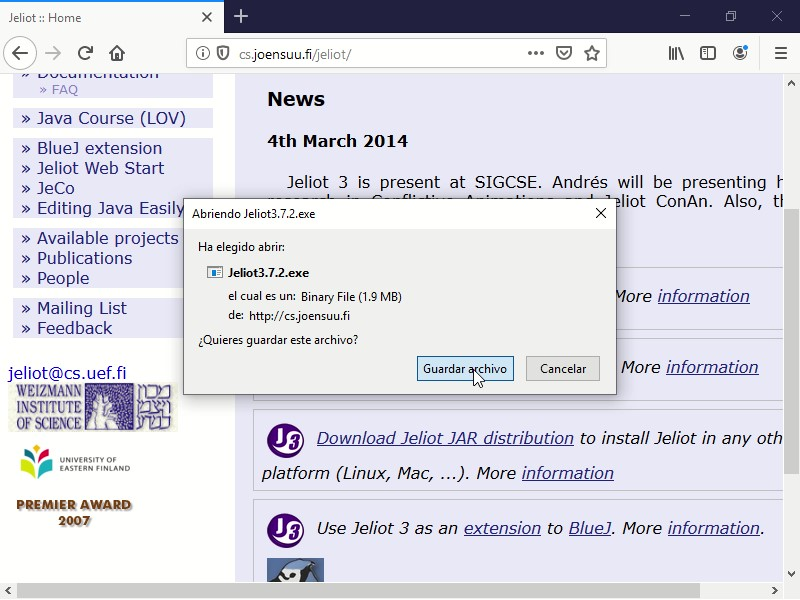 Jeliot :: Home
cs.joensuu.fi/jeliot/
» Documentation
» FAQ
» Java Course (LOV)
» BlueJ extension
» Jeliot Web Start
» JeCo
» Editing Java Easily
» Available projects
» Publications
» People
» Mailing List
» Feedback
jeliot@cs.uef.fi
WEIZMANN
INSTITUTE
OF SCIENCE
UNIVERSITY OF
EASTERN FINLAND
PREMIER AWARD
2007
News
4th March 2014
Jeliot 3 is present at SIGCSE. Andrés will be presenting h
research in Conflictive Animations and Jeliot ConAn. Also, th
Abriendo Jeliot3.7.2.exe
Ha elegido abrir:
Jeliot3.7.2.exe
el cual es un: Binary File (1.9 MB)
de: http://cs.joensuu.fi
¿Quieres guardar este archivo?
Guardar archivo
Cancelar
More information
More information
J3 Download Jeliot JAR distribution to install Jeliot in any oth
platform (Linux, Mac, ...). More information
J3 Use Jeliot 3 as an extension to BlueJ. More information.